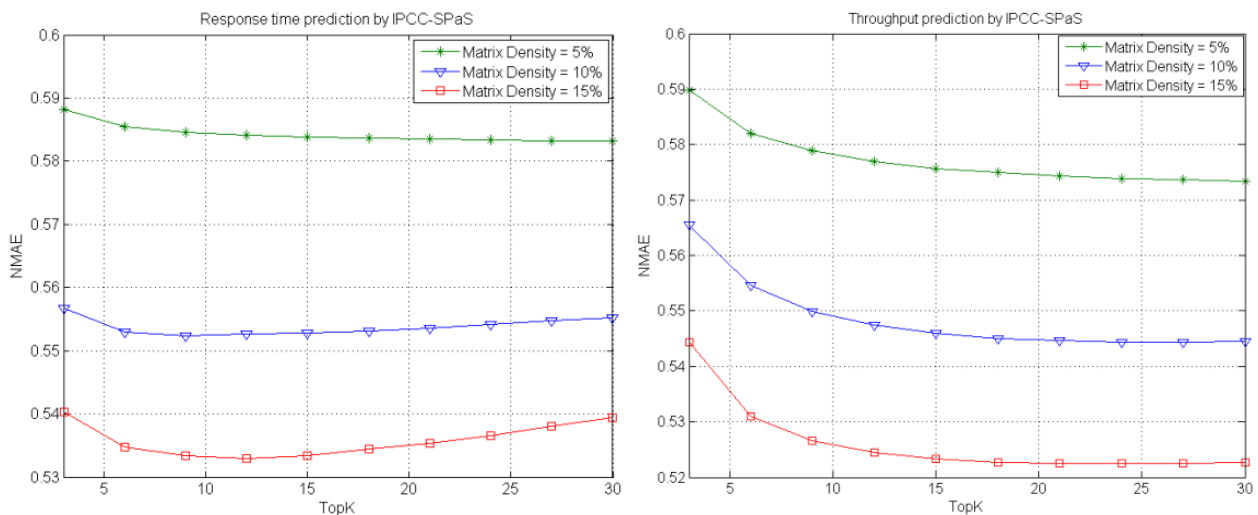 Response time prediction by IPCC-SPaS
0.6
0.59
0.58
0.57
0.56
0.55
0.54
0.53
NMAE
5
10
15
20
25
30
TopK
Matrix Density = 5%
Matrix Density = 10%
Matrix Density = 15%
Throughput prediction by IPCC-SPaS
0.6
0.59
0.58
0.57
0.56
0.55
0.54
0.53
0.52
NMAE
5
10
15
20
25
30
TopK
Matrix Density = 5%
Matrix Density = 10%
Matrix Density = 15%